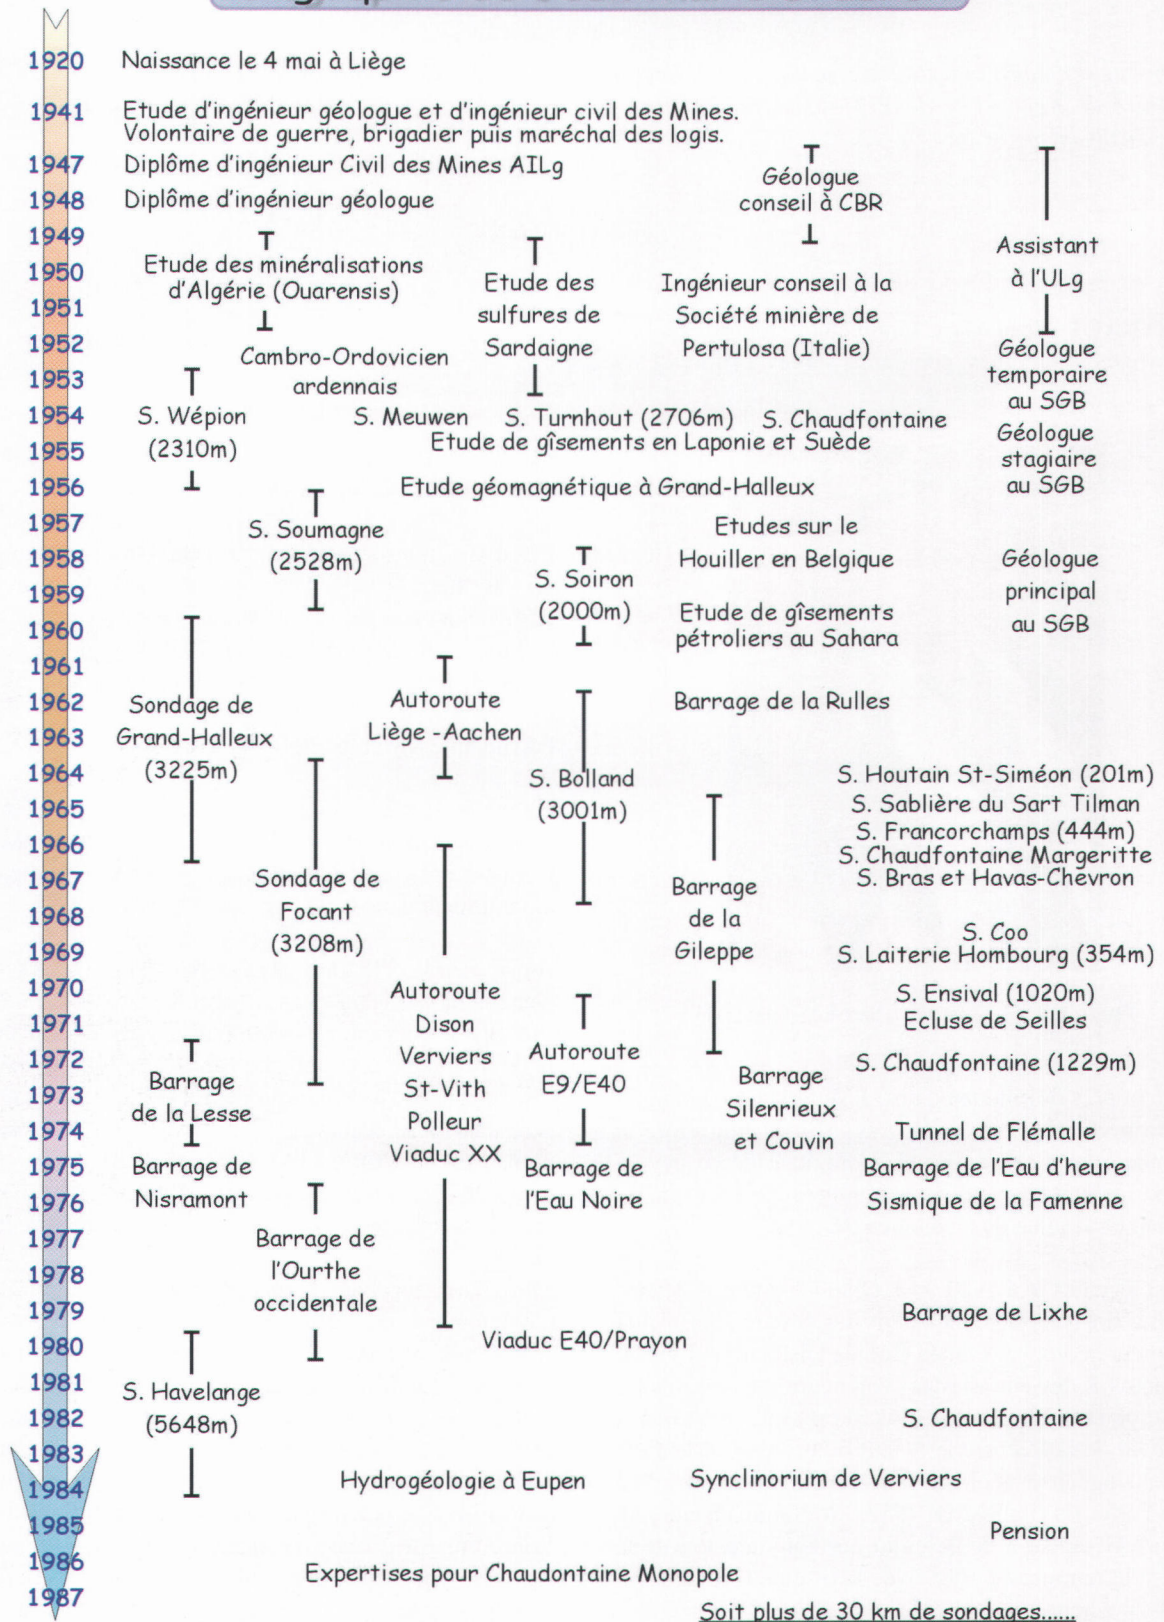 1920 Naissance le 4 mai à Liège
1941 Etude d'ingénieur géologue et d'ingénieur civil des Mines.
Volontaire de guerre, brigadier puis maréchal des logis.
1947 Diplôme d'ingénieur Civil des Mines AILg
1948 Diplôme d'ingénieur géologue
Géologue
conseil à CBR
Assistant
à l'ULg
1949
1950
1951
1952
1953
1954
1955
1956
1957
1958
1959
1960
1961
1962
1963
1964
1965
1966
1967
1968
1969
1970
1971
1972
1973
1974
1975
1976
1977
1978
1979
1980
1981
1982
1983
1984
1985
1986
1987
Etude des minéralisations
d'Algérie (Ouarensis)
Etude des
sulfures de
Sardaigne
Ingénieur conseil à la
Société minière de
Pertulosa (Italie)
Cambro-Ordovicien
ardennais
Géologue
temporaire
au SGB
S. Wépion
(2310m)
S. Meuwen
S. Turnhout (2706m)
S. Chaudfontaine
Etude de gîsements en Laponie et Suède
Géologue
stagiaire
au SGB
Etude géomagnétique à Grand-Halleux
S. Soumagne
(2528m)
Etudes sur le
Houiller en Belgique
S. Soiron
(2000m)
Géologue
principal
au SGB
Etude de gîsements
pétroliers au Sahara
Sondage de
Grand-Halleux
(3225m)
Autoroute
Liège -Aachen
Barrage de la Rulles
S. Bolland
(3001m)
S. Houtain St-Siméon (201m)
S. Sablière du Sart Tilman
S. Francorchamps (444m)
S. Chaudfontaine Margeritte
S. Bras et Havas-Chevron
Sondage de
Focant
(3208m)
Barrage
de la
Gileppe
S. Coo
S. Laiterie Hombourg (354m)
Autoroute
Dison
Verviers
St-Vith
Polleur
Viaduc XX
S. Ensival (1020m)
Ecluse de Seilles
Autoroute
E9/E40
S. Chaudfontaine (1229m)
Barrage
de la Lesse
Barrage
Silenrieux
et Couvin
Tunnel de Flémalle
Barrage de
Nisramont
Barrage de
l'Eau Noire
Barrage de l'Eau d'heure
Sismique de la Famenne
Barrage de
l'Ourthe
occidentale
Barrage de Lixhe
Viaduc E40/Prayon
S. Havelange
(5648m)
S. Chaudfontaine
Hydrogéologie à Eupen
Synclinorium de Verviers
Pension
Expertises pour Chaudontaine Monopole
Soit plus de 30 km de sondages......